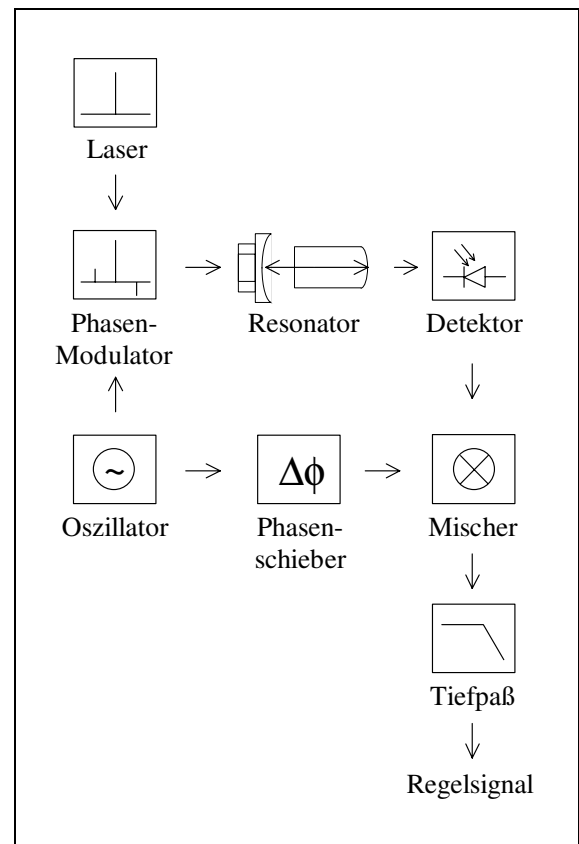 Laser
Phasen-
Modulator
Resonator
Detektor
~
Oszillator
Δϕ
Phasen-
schieber
Mischer
Tiefpaß
Regelsignal